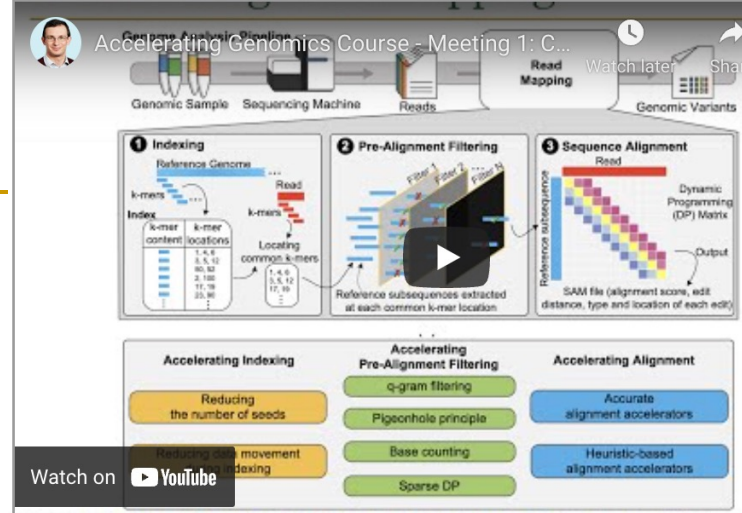 Genome Analysis Pipeline
Accelerating Genomics Course - Meeting 1: C...
Watch later
Shar
Genomic Sample
Sequencing Machine
Reads
Read
Mapping
Genomic Variants
1 Indexing
Reference Genome
...
k-mers
...
Read
k-mers
Index
k-mer
content
k-mer
locations
1, 4, 6
3, 5, 12
50, 52
2, 100
17, 19
23, 90
Locating
common k-mers
1, 4, 6
3, 5, 12
17, 19
2 Pre-Alignment Filtering
Filter 1
Filter 2
...
Filter N
Reference subsequences extracted
at each common k-mer location
3 Sequence Alignment
Read
Reference subsequence
Dynamic
Programming
(DP) Matrix
Output
SAM file (alignment score, edit
distance, type and location of each edit)
Accelerating Indexing
Reducing
the number of seeds
Reducing data movement
indexing
Accelerating
Pre-Alignment Filtering
q-gram filtering
Pigeonhole principle
Base counting
Sparse DP
Accelerating Alignment
Accurate
alignment accelerators
Heuristic-based
alignment accelerators
Watch on YouTube